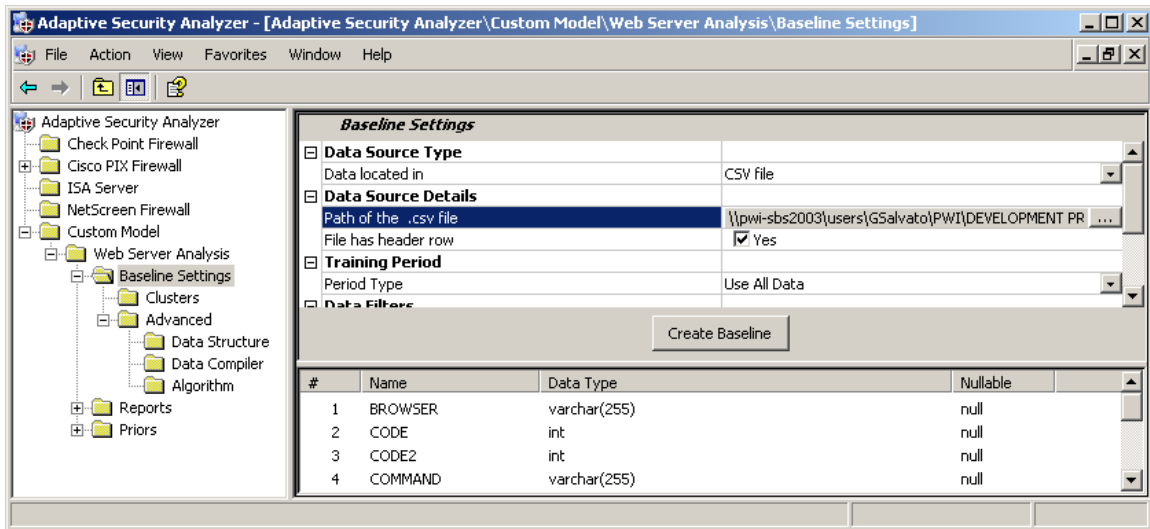 Adaptive Security Analyzer - [Adaptive Security Analyzer\Custom Model\Web Server Analysis\Baseline Settings]
File Action View Favorites Window Help
Adaptive Security Analyzer
Check Point Firewall
Cisco PIX Firewall
ISA Server
NetScreen Firewall
Custom Model
Web Server Analysis
Baseline Settings
Clusters
Advanced
Data Structure
Data Compiler
Algorithm
Reports
Priors
Baseline Settings
Data Source Type
Data located in CSV file
Data Source Details
Path of the .csv file \\pwi-sbs2003\users\GSalvato\PWI\DEVELOPMENT PR ...
File has header row Yes
Training Period
Period Type Use All Data
Data Filters
Create Baseline
# Name Data Type Nullable
1 BROWSER varchar(255) null
2 CODE int null
3 CODE2 int null
4 COMMAND varchar(255) null